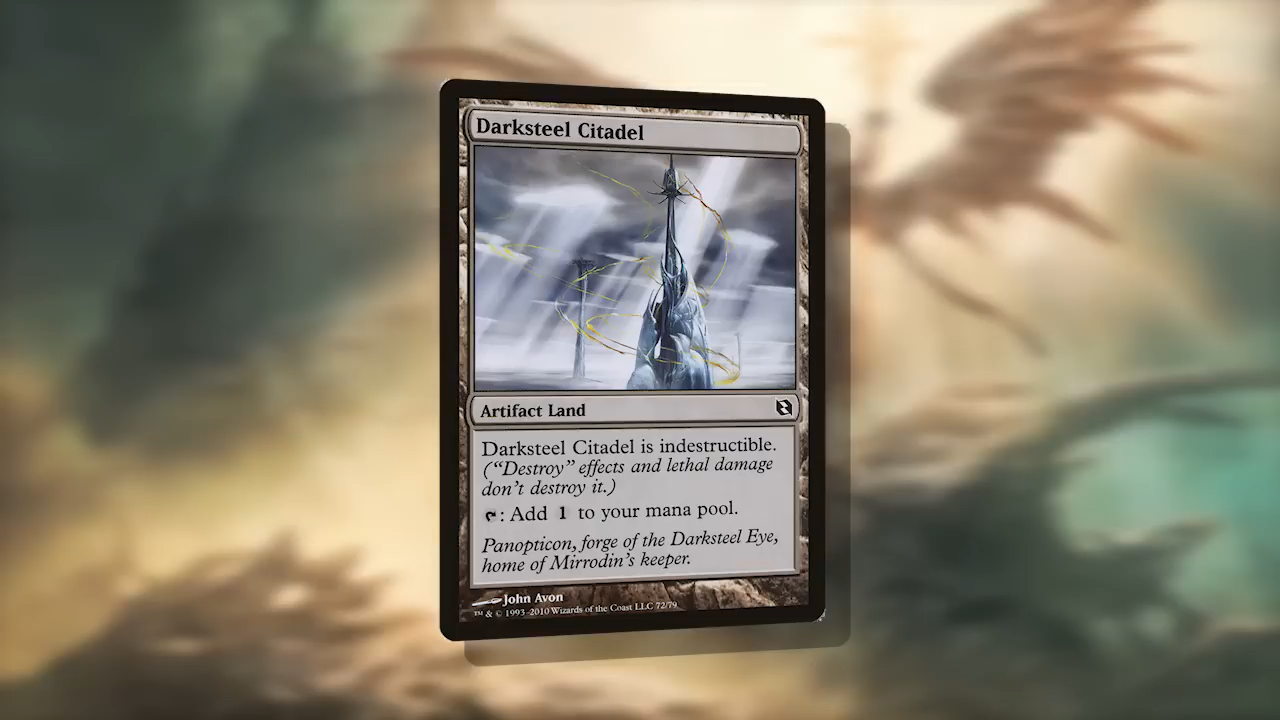 Darksteel Citadel
Artifact Land
Darksteel Citadel is indestructible.
(“Destroy” effects and lethal damage
don't destroy it.)
: Add 1 to your mana pool.
Panopticon, forge of the Darksteel Eye,
home of Mirrodin's keeper.
John Avon
™ & © 1993-2010 Wizards of the Coast LLC 72/79